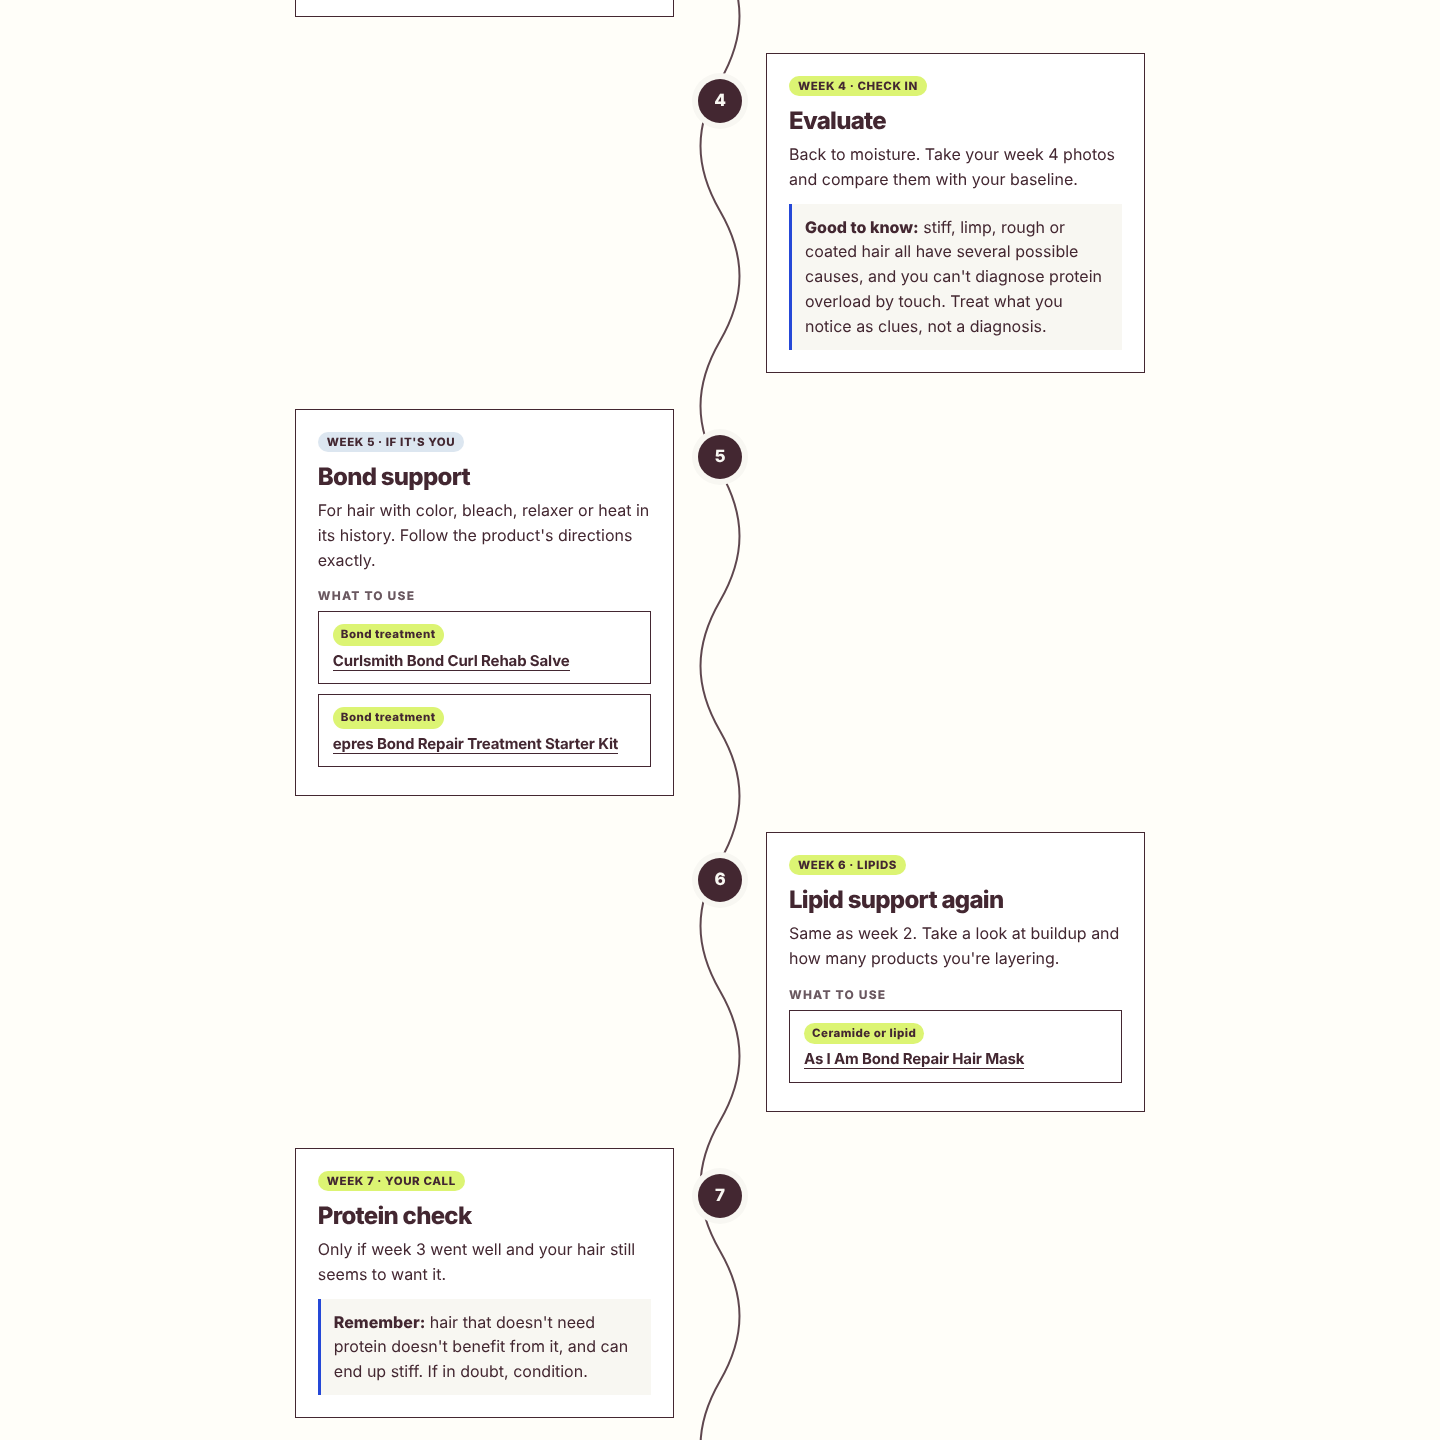 4
WEEK 4 · CHECK IN
Evaluate
Back to moisture. Take your week 4 photos
and compare them with your baseline.
Good to know: stiff, limp, rough or
coated hair all have several possible
causes, and you can't diagnose protein
overload by touch. Treat what you
notice as clues, not a diagnosis.
WEEK 5 · IF IT'S YOU
5
Bond support
For hair with color, bleach, relaxer or heat in
its history. Follow the product's directions
exactly.
WHAT TO USE
Bond treatment
Curlsmith Bond Curl Rehab Salve
Bond treatment
epres Bond Repair Treatment Starter Kit
6
WEEK 6 · LIPIDS
Lipid support again
Same as week 2. Take a look at buildup and
how many products you're layering.
WHAT TO USE
Ceramide or lipid
As I Am Bond Repair Hair Mask
WEEK 7 · YOUR CALL
7
Protein check
Only if week 3 went well and your hair still
seems to want it.
Remember: hair that doesn't need
protein doesn't benefit from it, and can
end up stiff. If in doubt, condition.